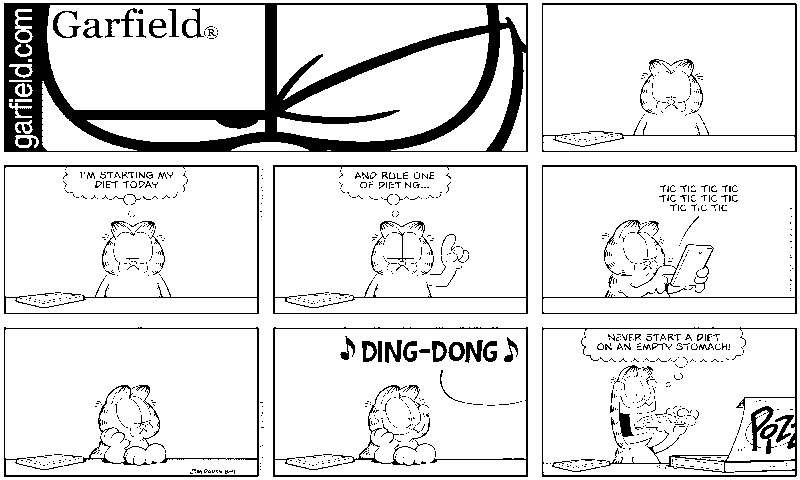 garfield.com
Garfield®
I'M STARTING MY
DIET TODAY
AND RULE ONE
OF DIETING...
TIC TIC TIC TIC
TIC TIC TIC TIC
TIC TIC TIC
♪ DING-DONG ♪
NEVER START A DIET
ON AN EMPTY STOMACH!